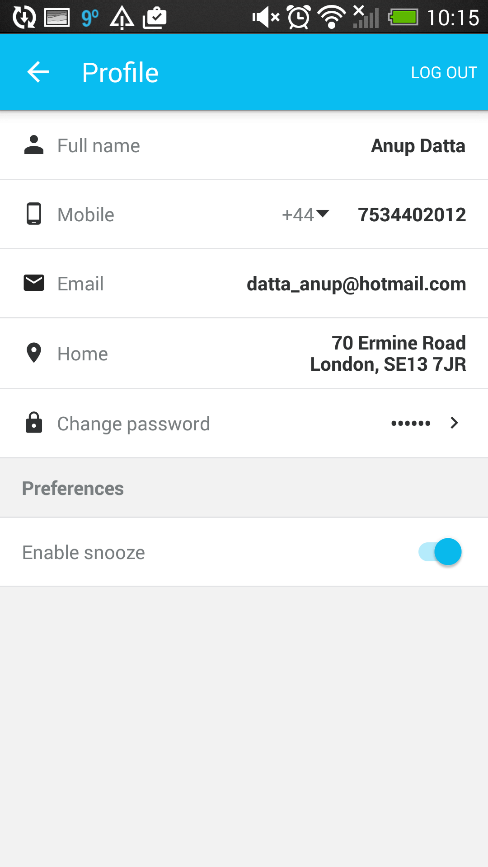 9° 10:15
Profile LOG OUT
Full name Anup Datta
Mobile +44 7534402012
Email datta_anup@hotmail.com
Home 70 Ermine Road
London, SE13 7JR
Change password ••••••
Preferences
Enable snooze